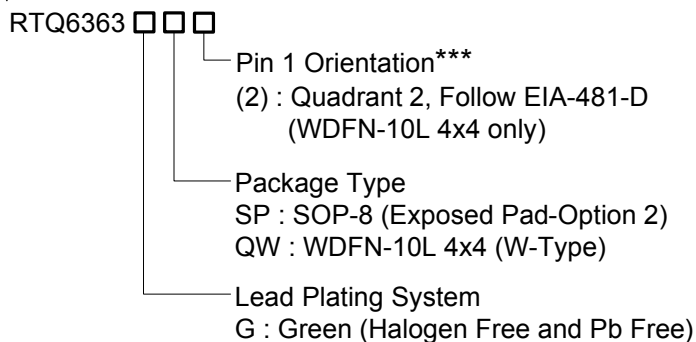 RTQ6363 □ □ □
Pin 1 Orientation***
(2) : Quadrant 2, Follow EIA-481-D
(WDFN-10L 4x4 only)
Package Type
SP : SOP-8 (Exposed Pad-Option 2)
QW : WDFN-10L 4x4 (W-Type)
Lead Plating System
G : Green (Halogen Free and Pb Free)